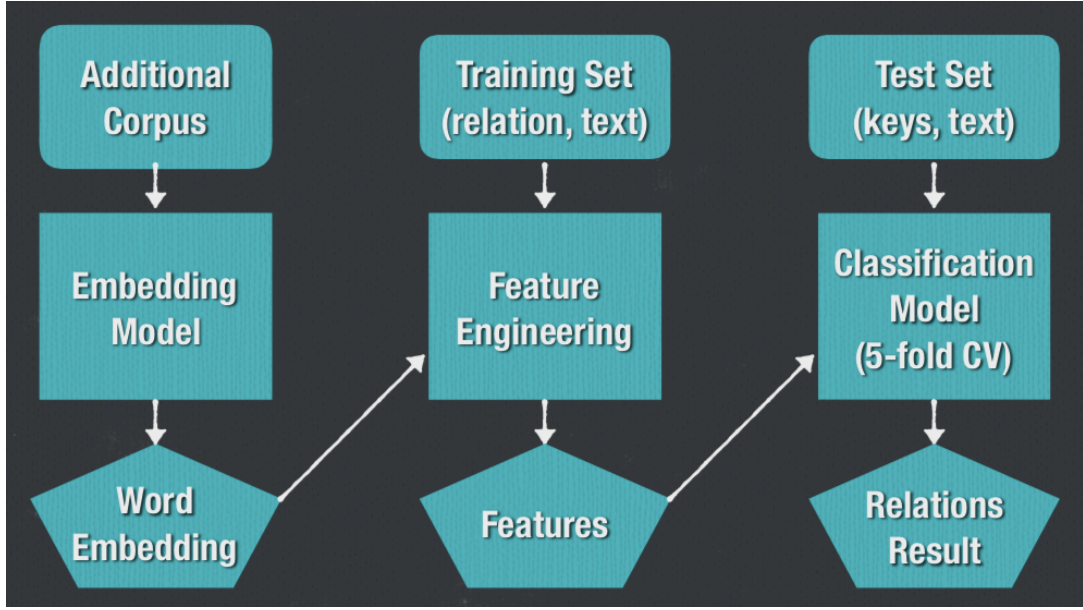 Additional
Corpus
Training Set
(relation, text)
Test Set
(keys, text)
Embedding
Model
Feature
Engineering
Classification
Model
(5-fold CV)
Word
Embedding
Features
Relations
Result